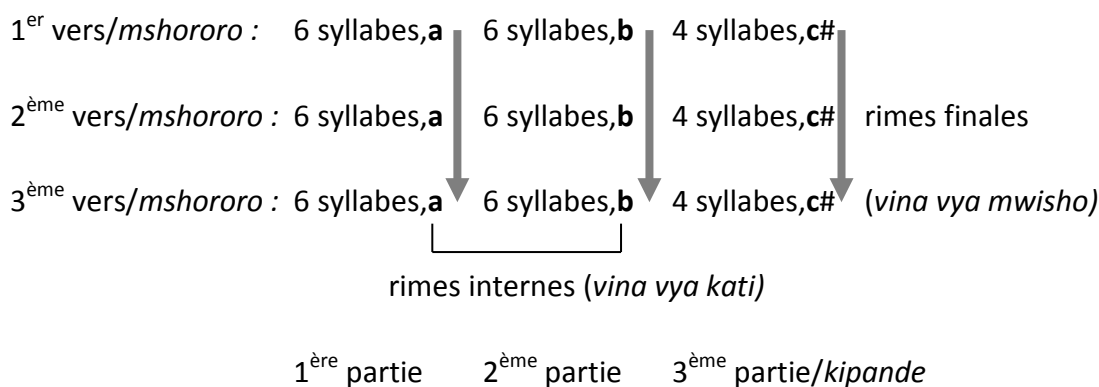 1er vers/mshororo : 6 syllabes,a 6 syllabes,b 4 syllabes,c#
2ème vers/mshororo : 6 syllabes,a 6 syllabes,b 4 syllabes,c# rimes finales
3ème vers/mshororo : 6 syllabes,a 6 syllabes,b 4 syllabes,c# (vina vya mwisho)
rimes internes (vina vya kati)
1ère partie 2ème partie 3ème partie/kipande